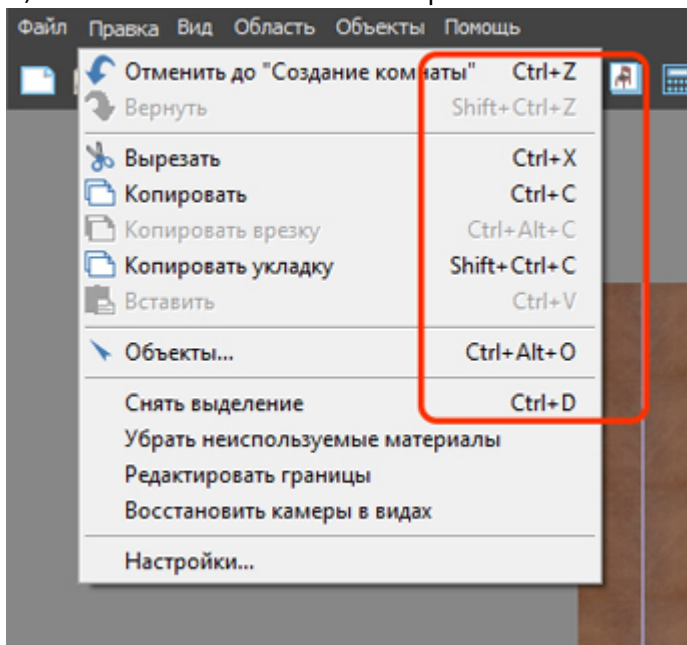 Файл Правка Вид Область Объекты Помощь
Отменить до "Создание комнаты" Ctrl+Z
Вернуть Shift+Ctrl+Z
Вырезать Ctrl+X
Копировать Ctrl+C
Копировать врезку Ctrl+Alt+C
Копировать укладку Shift+Ctrl+C
Вставить Ctrl+V
Объекты... Ctrl+Alt+O
Снять выделение Ctrl+D
Убрать неиспользуемые материалы
Редактировать границы
Восстановить камеры в видах
Настройки...